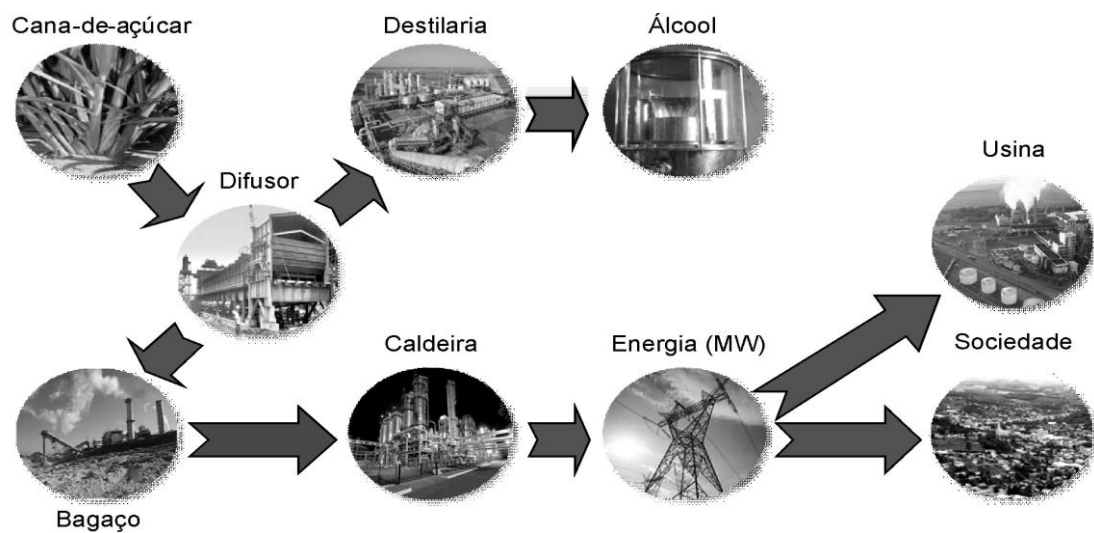 Cana-de-açúcar
Destilaria
Álcool
Difusor
Usina
Caldeira
Energia (MW)
Sociedade
Bagaço